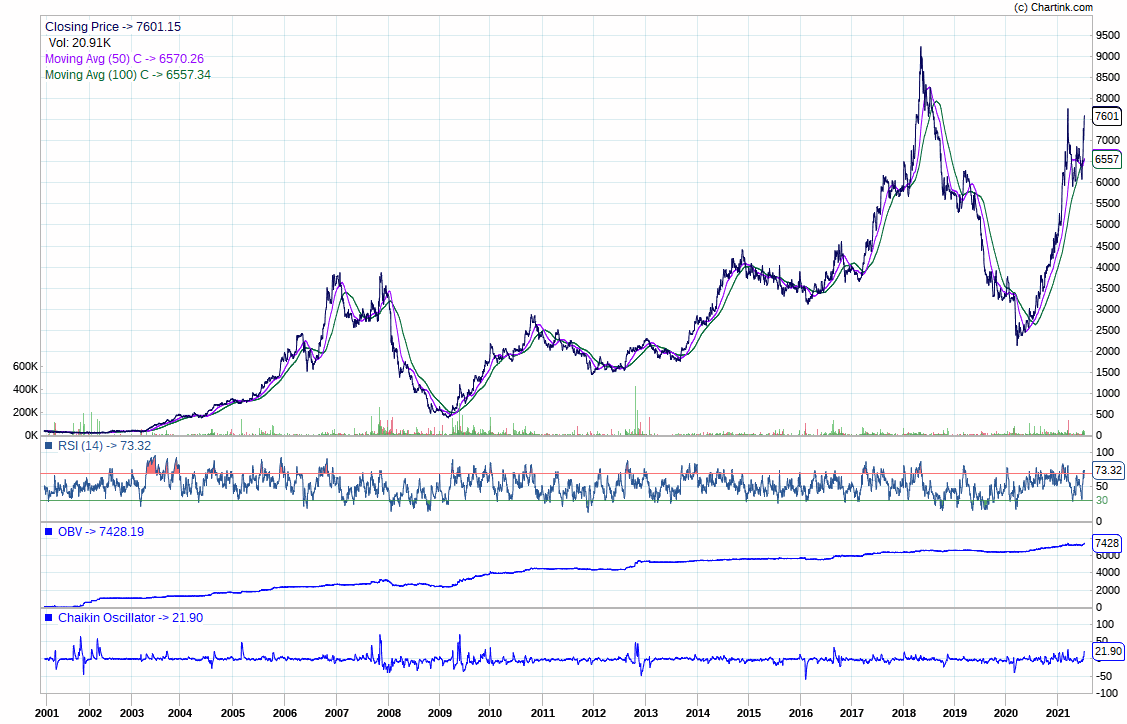 (c) Chartink.com
Closing Price -> 7601.15
Vol: 20.91K
Moving Avg (50) C -> 6570.26
Moving Avg (100) C -> 6557.34
9500
9000
8500
8000
7601
7000
6557
6000
5500
5000
4500
4000
3500
3000
2500
2000
1500
1000
500
0
600K
400K
200K
0K
RSI (14) -> 73.32
100
73.32
50
30
0
OBV -> 7428.19
7428
6000
4000
2000
0
Chaikin Oscillator -> 21.90
100
50
21.90
-50
-100
2001 2002 2003 2004 2005 2006 2007 2008 2009 2010 2011 2012 2013 2014 2015 2016 2017 2018 2019 2020 2021